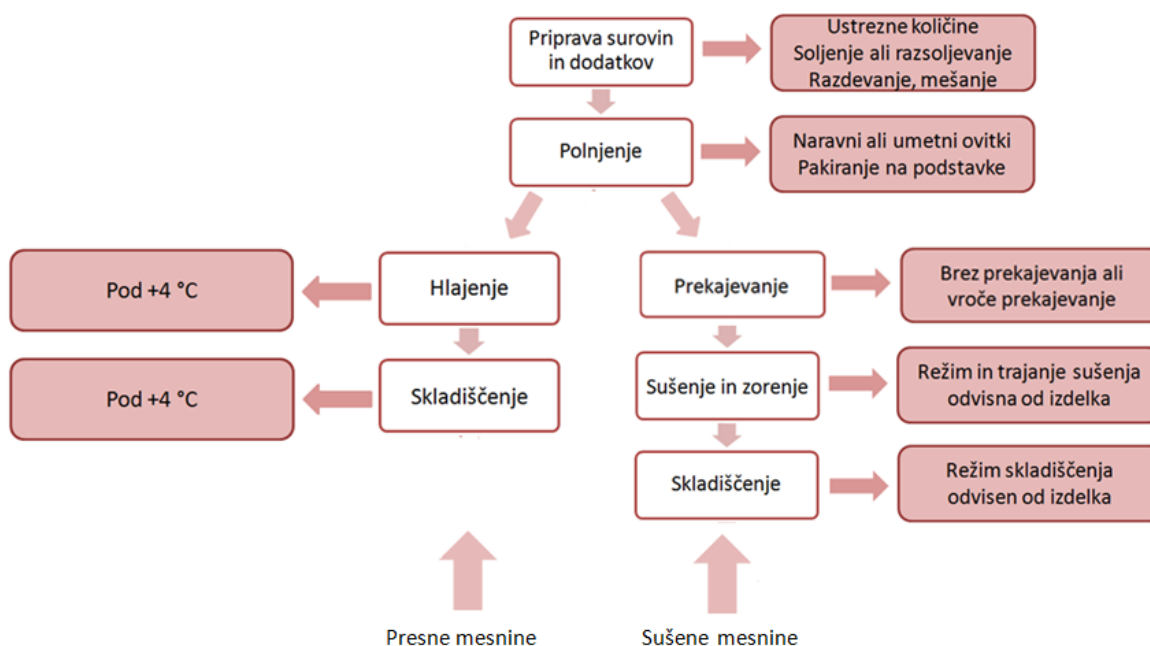 Priprava surovin
in dodatkov
Ustrezne količine
Soljenje ali razsoljevanje
Razdevanje, mešanje
Polnjenje
Naravni ali umetni ovitki
Pakiranje na podstavke
Pod +4 °C
Hlajenje
Prekajevanje
Brez prekajevanja ali
vroče prekajevanje
Pod +4 °C
Skladiščenje
Sušenje in zorenje
Režim in trajanje sušenja
odvisna od izdelka
Skladiščenje
Režim skladiščenja
odvisen od izdelka
Presne mesnine
Sušene mesnine